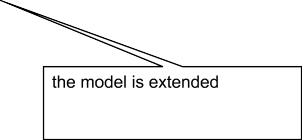 the model is extended